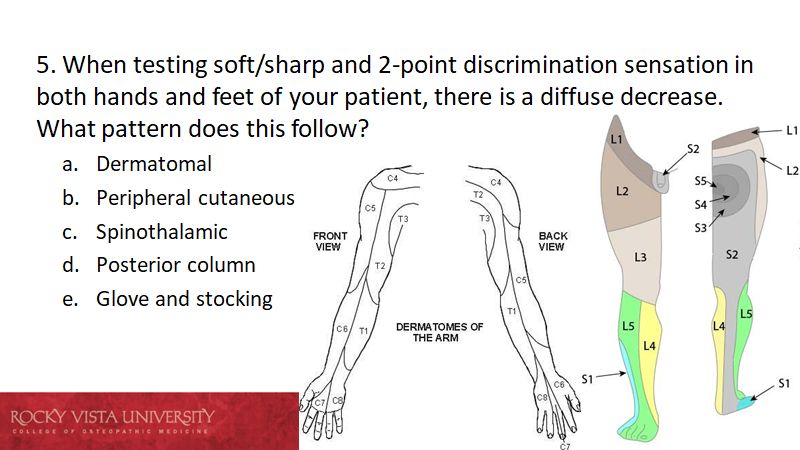 5. When testing soft/sharp and 2-point discrimination sensation in
both hands and feet of your patient, there is a diffuse decrease.
What pattern does this follow?
a. Dermatomal
b. Peripheral cutaneous
c. Spinothalamic
d. Posterior column
e. Glove and stocking
FRONT
VIEW
C4
C5
T3
T2
C6
T1
C7
C8
DERMATOMES OF
THE ARM
BACK
VIEW
C4
T2
T3
C5
T1
C6
C8
C7
L1
S2
L2
L3
L5
L4
S1
L1
L2
S5
S4
S3
S2
L4
L5
S1
ROCKY VISTA UNIVERSITY
COLLEGE OF OSTEOPATHIC MEDICINE